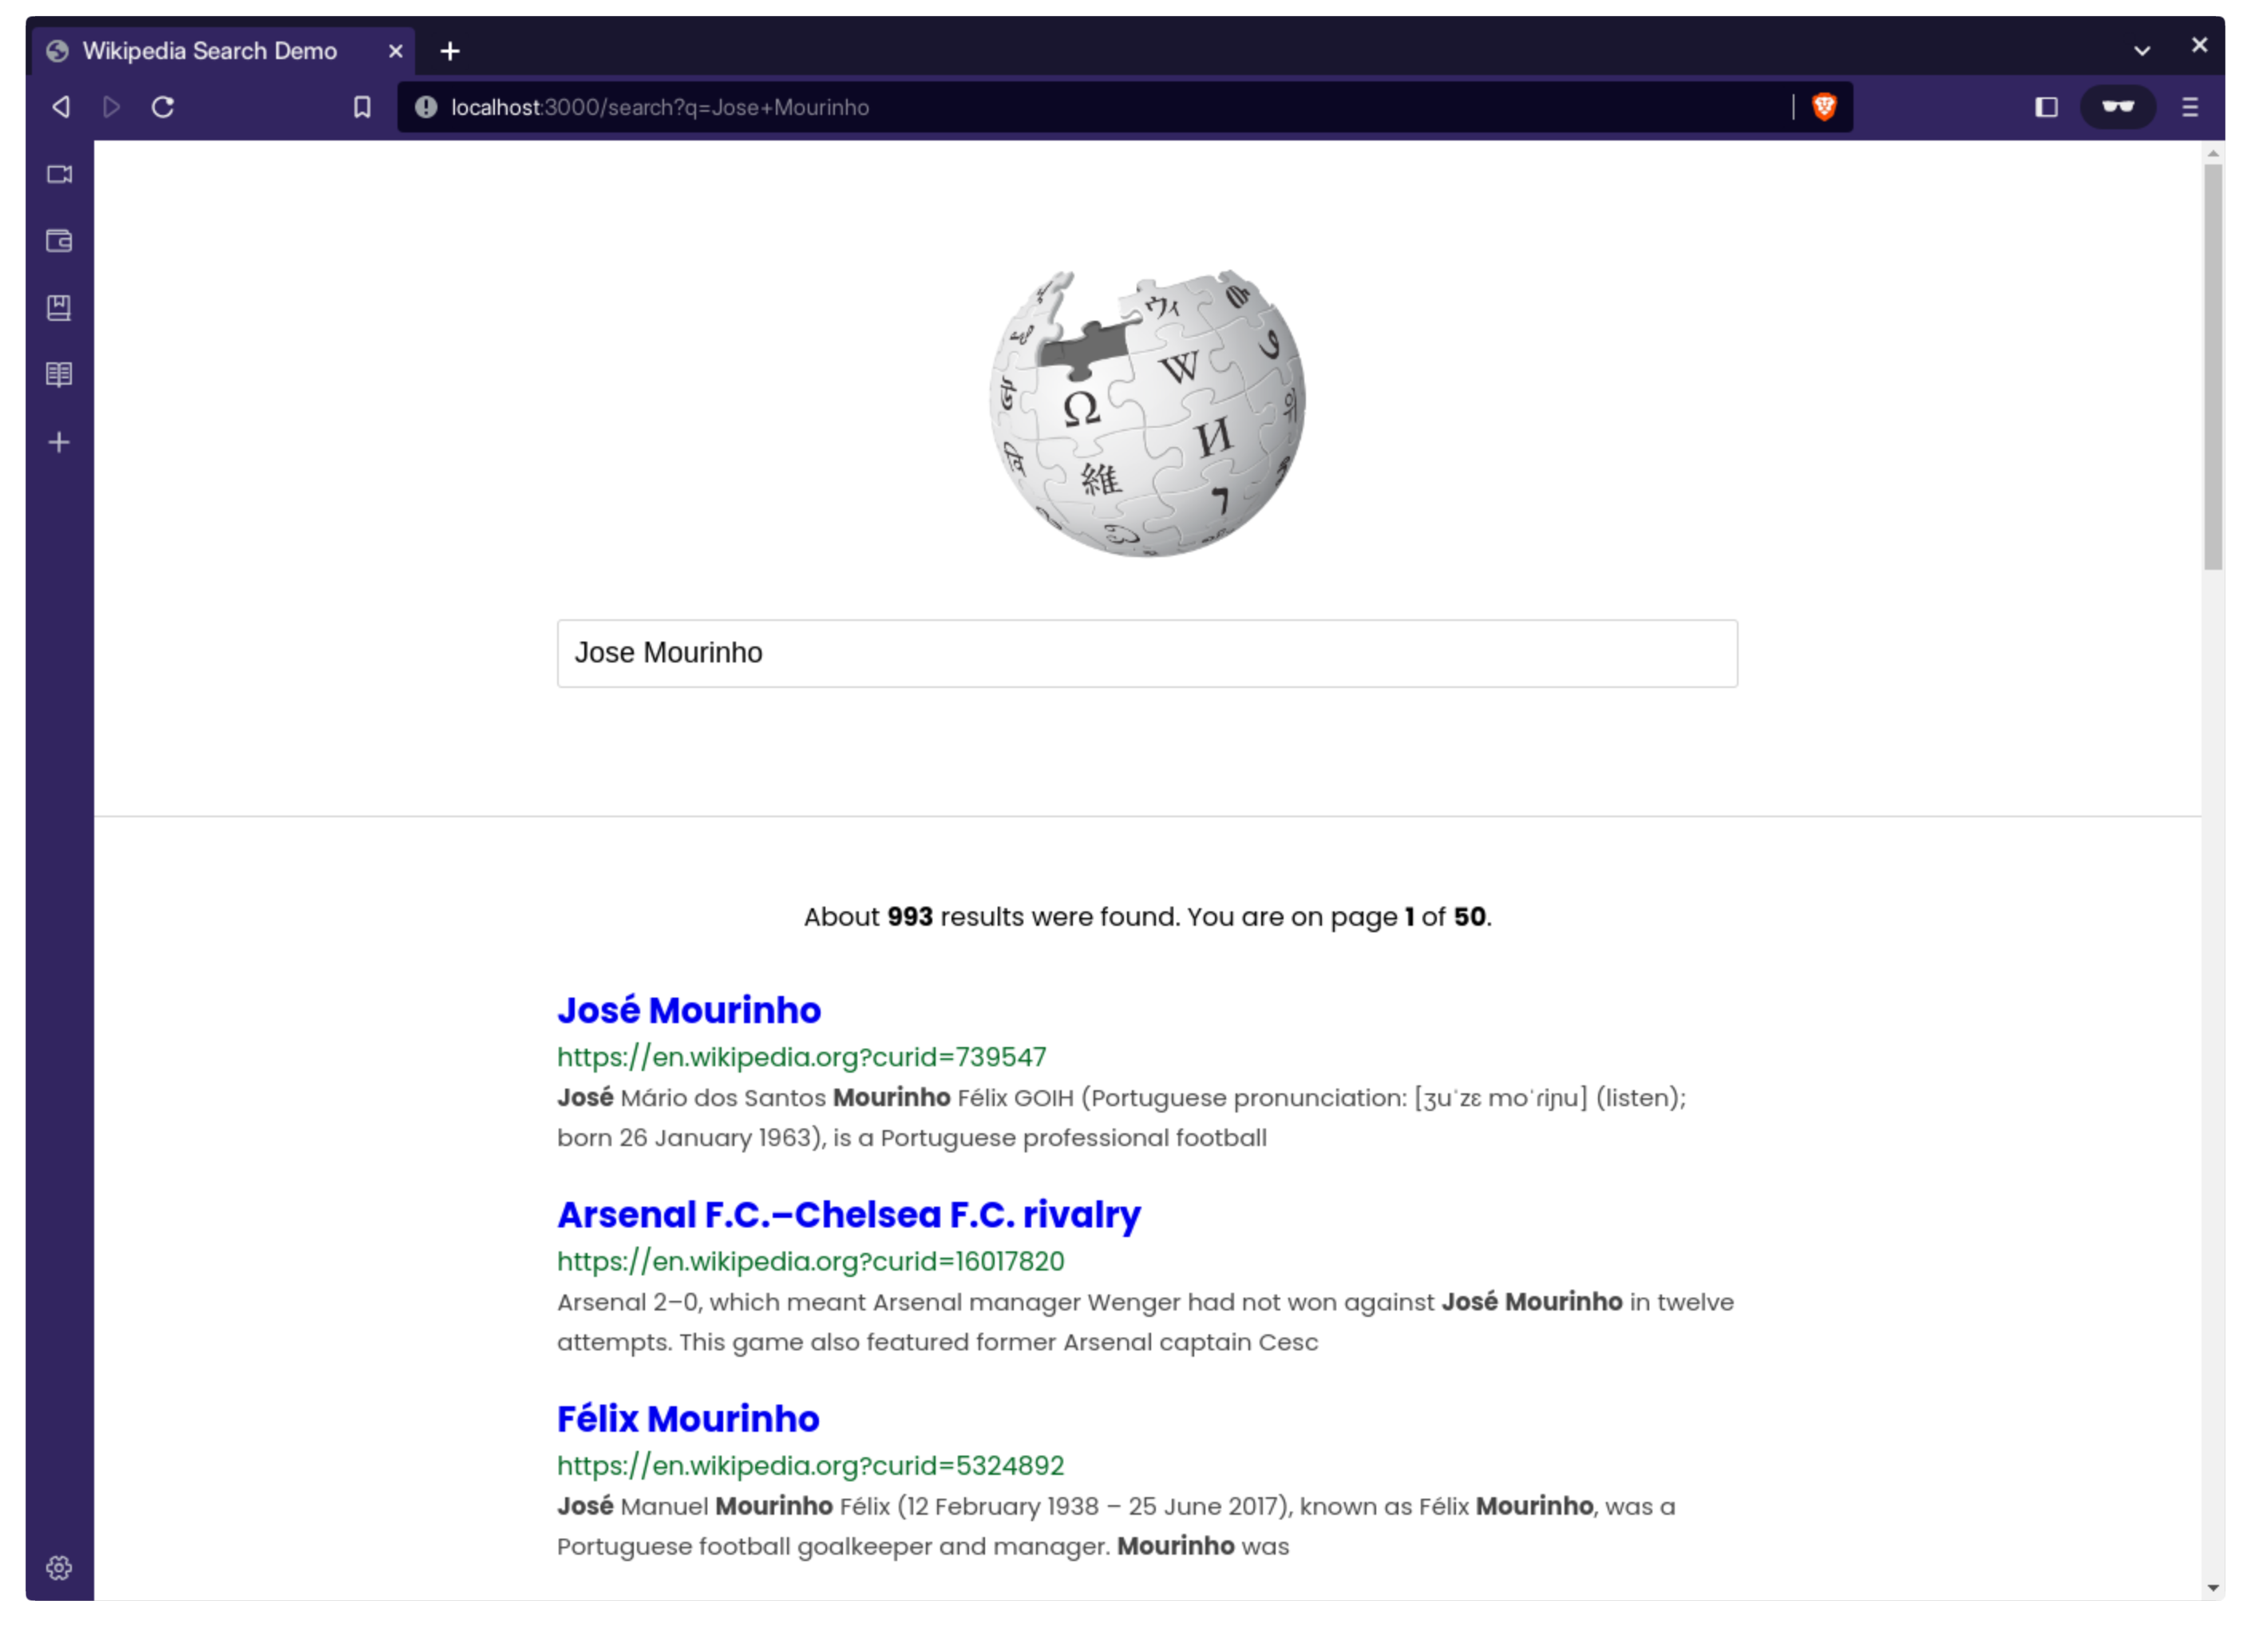 Wikipedia Search Demo
localhost:3000/search?q=Jose+Mourinho
ウィ
W
Ω
И
維
Jose Mourinho
About 993 results were found. You are on page 1 of 50.
José Mourinho
https://en.wikipedia.org?curid=739547
José Mário dos Santos Mourinho Félix GOIH (Portuguese pronunciation: [ʒuˈzɛ moˈɾiɲu] (listen);
born 26 January 1963), is a Portuguese professional football
Arsenal F.C.–Chelsea F.C. rivalry
https://en.wikipedia.org?curid=16017820
Arsenal 2–0, which meant Arsenal manager Wenger had not won against José Mourinho in twelve
attempts. This game also featured former Arsenal captain Cesc
Félix Mourinho
https://en.wikipedia.org?curid=5324892
José Manuel Mourinho Félix (12 February 1938 – 25 June 2017), known as Félix Mourinho, was a
Portuguese football goalkeeper and manager. Mourinho was